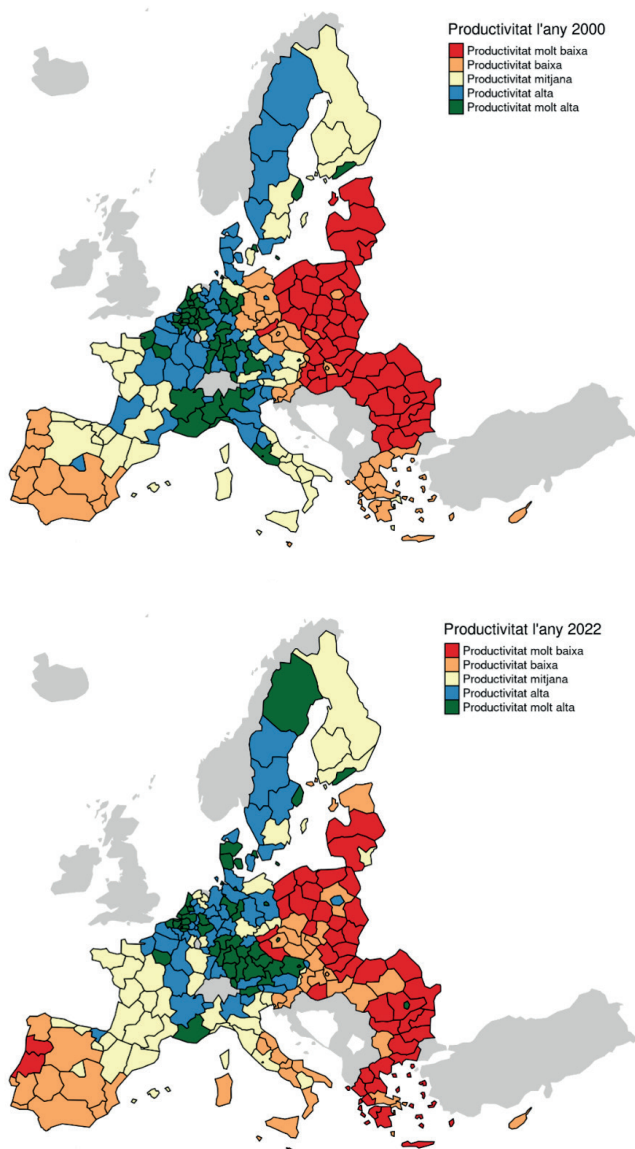 Productivitat l'any 2000
Productivitat molt baixa
Productivitat baixa
Productivitat mitjana
Productivitat alta
Productivitat molt alta
Productivitat l'any 2022
Productivitat molt baixa
Productivitat baixa
Productivitat mitjana
Productivitat alta
Productivitat molt alta